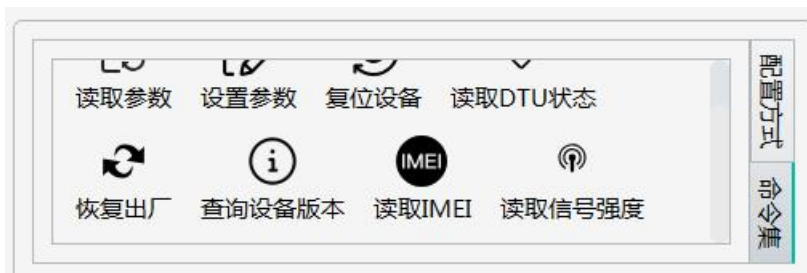 读取参数 设置参数 复位设备 读取DTU状态
IMEI
恢复出厂 查询设备版本 读取IMEI 读取信号强度
配置方式
命令集